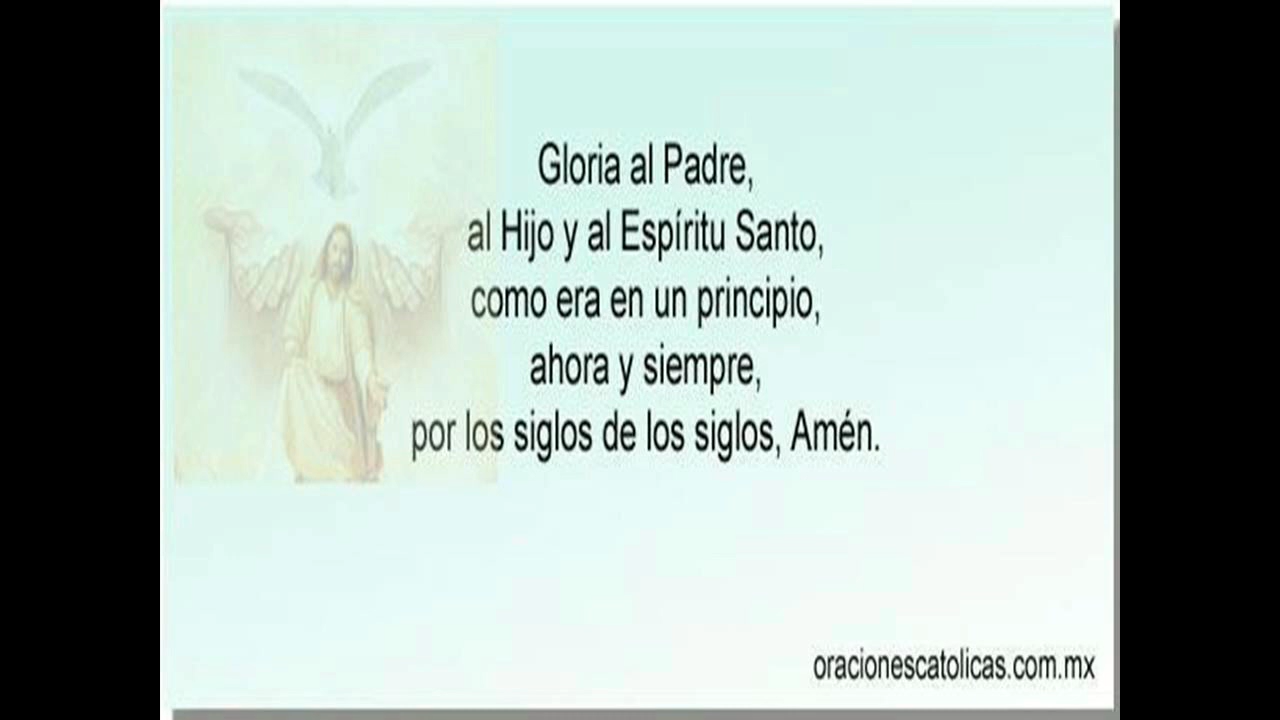 Gloria al Padre,
al Hijo y al Espíritu Santo,
como era en un principio,
ahora y siempre,
por los siglos de los siglos, Amén.
oracionescatolicas.com.mx